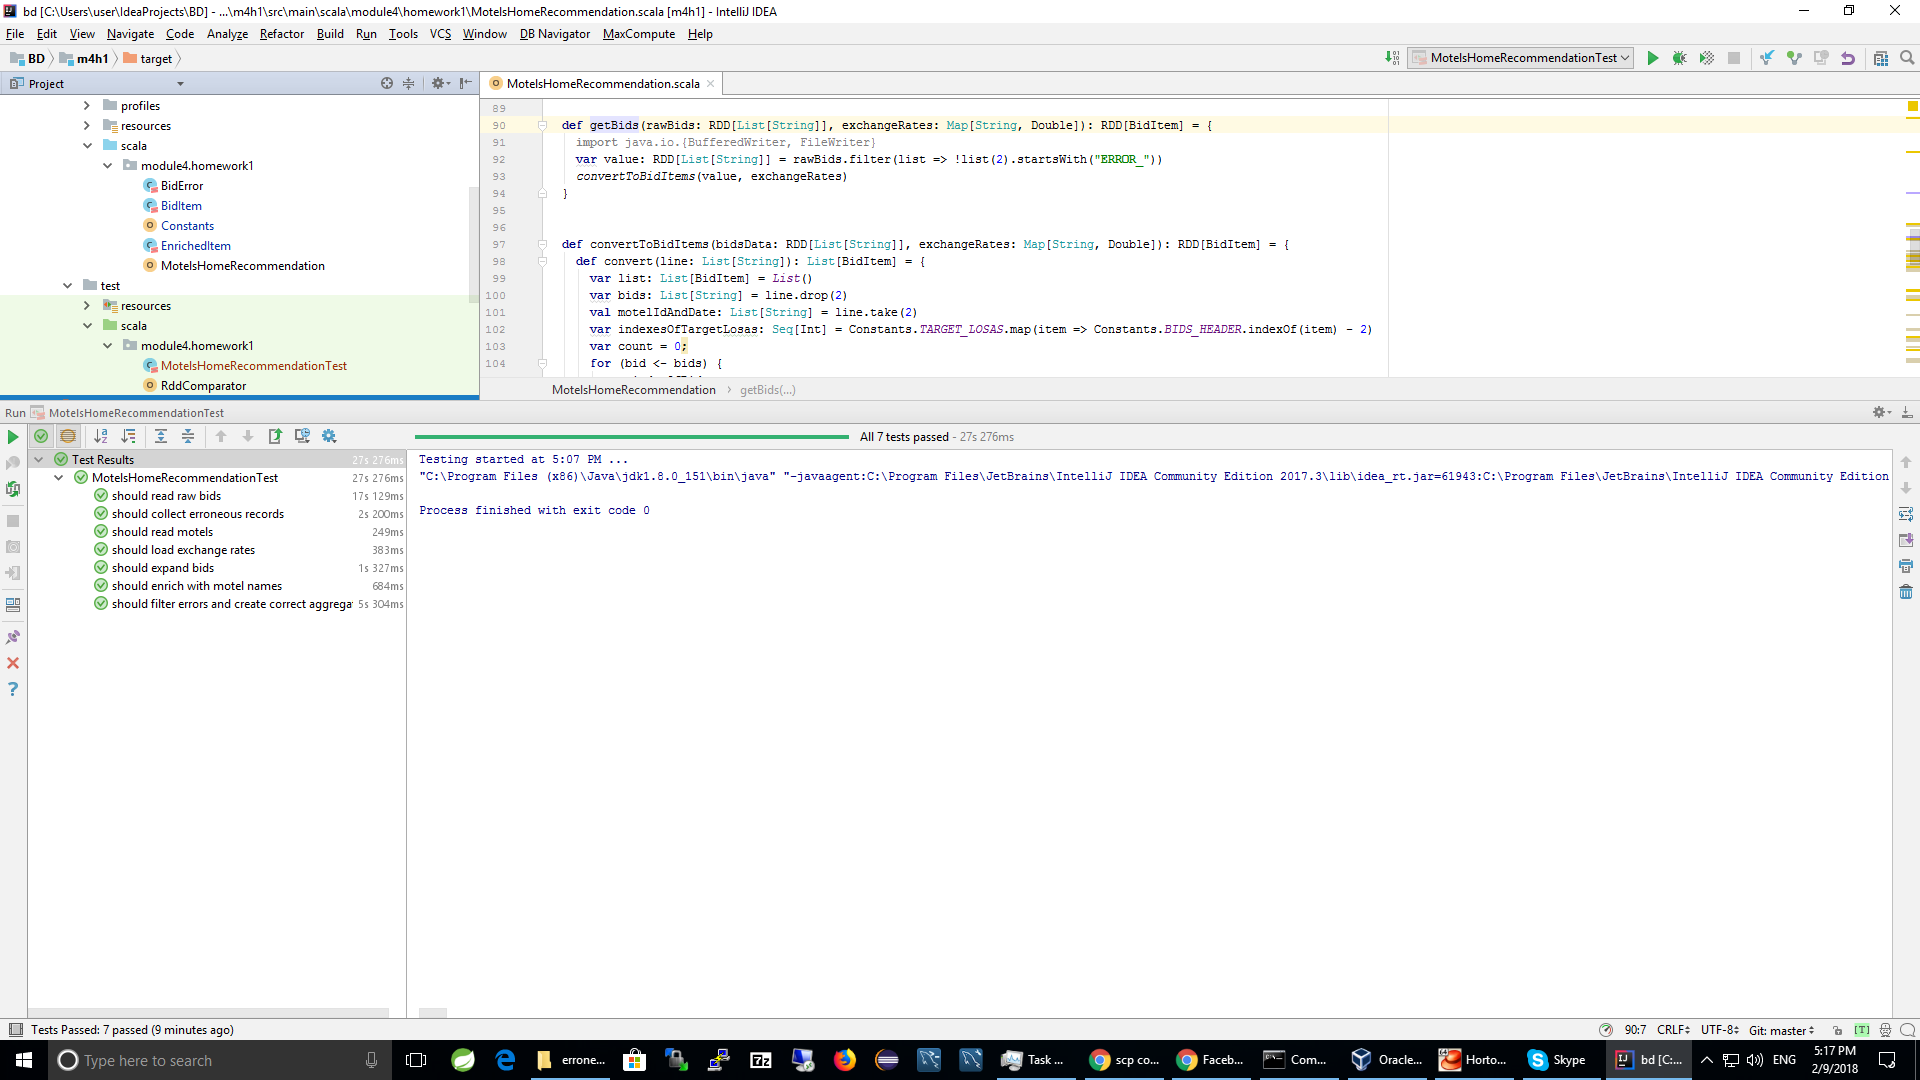 bd [C:\Users\user\IdeaProjects\BD] - ...\m4h1\src\main\scala\module4\homework1\MotelsHomeRecommendation.scala [m4h1] - IntelliJ IDEA
File Edit View Navigate Code Analyze Refactor Build Run Tools VCS Window DB Navigator MaxCompute Help
BD m4h1 target
MotelsHomeRecommendationTest
Project
MotelsHomeRecommendation.scala
profiles
resources
scala
module4.homework1
BidError
BidItem
Constants
EnrichedItem
MotelsHomeRecommendation
test
resources
scala
module4.homework1
MotelsHomeRecommendationTest
RddComparator
89
90 def getBids(rawBids: RDD[List[String]], exchangeRates: Map[String, Double]): RDD[BidItem] = {
91 import java.io.{BufferedWriter, FileWriter}
92 var value: RDD[List[String]] = rawBids.filter(list => !list(2).startsWith("ERROR_"))
93 convertToBidItems(value, exchangeRates)
94 }
95
96
97 def convertToBidItems(bidsData: RDD[List[String]], exchangeRates: Map[String, Double]): RDD[BidItem] = {
98 def convert(line: List[String]): List[BidItem] = {
99 var list: List[BidItem] = List()
100 var bids: List[String] = line.drop(2)
101 val motelIdAndDate: List[String] = line.take(2)
102 var indexesOfTargetLosas: Seq[Int] = Constants.TARGET_LOSAS.map(item => Constants.BIDS_HEADER.indexOf(item) - 2)
103 var count = 0;
104 for (bid <- bids) {
MotelsHomeRecommendation › getBids(...)
Run MotelsHomeRecommendationTest
All 7 tests passed - 27s 276ms
Test Results 27s 276ms
MotelsHomeRecommendationTest 27s 276ms
should read raw bids 17s 129ms
should collect erroneous records 2s 200ms
should read motels 249ms
should load exchange rates 383ms
should expand bids 1s 327ms
should enrich with motel names 684ms
should filter errors and create correct aggrega 5s 304ms
Testing started at 5:07 PM ...
"C:\Program Files (x86)\Java\jdk1.8.0_151\bin\java" "-javaagent:C:\Program Files\JetBrains\IntelliJ IDEA Community Edition 2017.3\lib\idea_rt.jar=61943:C:\Program Files\JetBrains\IntelliJ IDEA Community Edition
Process finished with exit code 0
Tests Passed: 7 passed (9 minutes ago)
90:7 CRLF UTF-8 Git: master
Type here to search
errone...
Task ...
scp co...
Faceb...
Com...
Oracle...
Horto...
Skype
bd [C:...
ENG
5:17 PM
2/9/2018